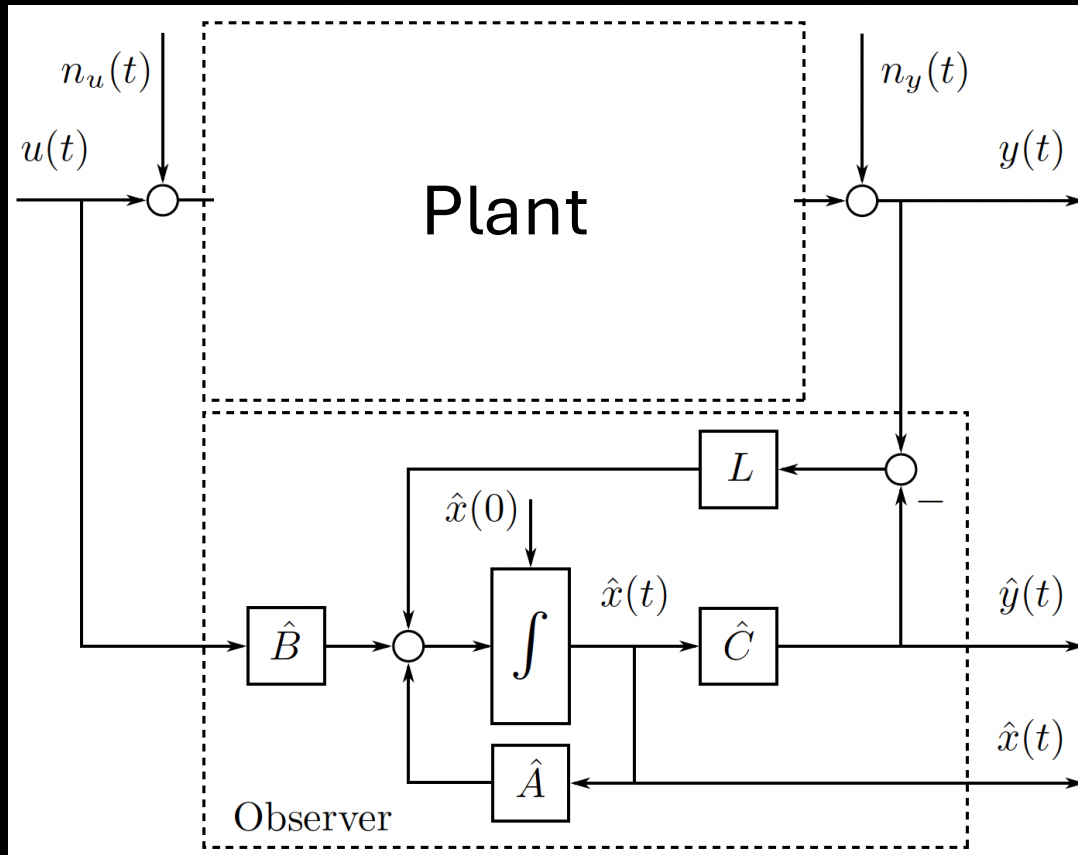 n_u(t)
n_y(t)
u(t)
y(t)
Plant
L
−
x̂(0)
x̂(t)
ŷ(t)
B̂
∫
Ĉ
x̂(t)
Â
Observer